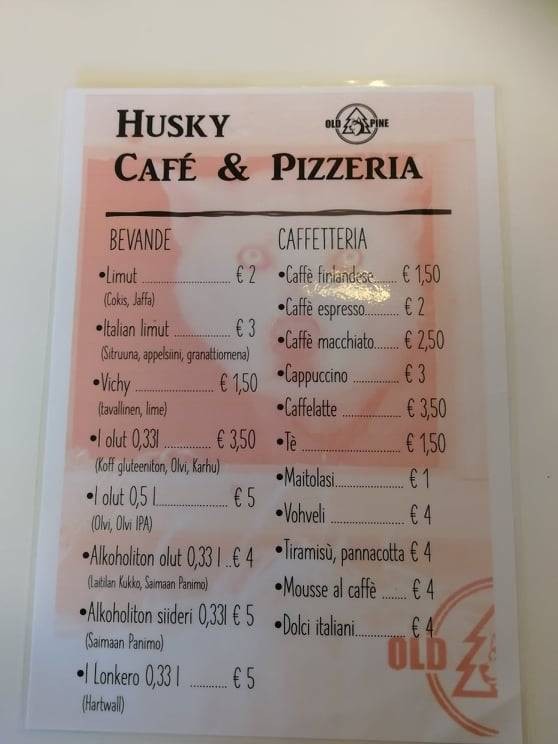 HUSKY
CAFÉ & PIZZERIA
OLD PINE
BEVANDE
•Limut ................... € 2
(Cokis, Jaffa)
•Italian limut ............ € 3
(Sitruuna, appelsiini, granattiomena)
•Vichy ................ € 1,50
(tavallinen, lime)
•I olut 0,33l ............ € 3,50
(Koff gluteeniton, Olvi, Karhu)
•I olut 0,5 l................ € 5
(Olvi, Olvi IPA)
•Alkoholiton olut 0,33 l ..€ 4
(Laitilan Kukko, Saimaan Panimo)
•Alkoholiton siideri 0,33l € 5
(Saimaan Panimo)
•I Lonkero 0,33 l ......... € 5
(Hartwall)
CAFFETTERIA
•Caffè finlandese...... € 1,50
•Caffè espresso......... € 2
•Caffè macchiato....... € 2,50
•Cappuccino ............ € 3
•Caffelatte ............... € 3,50
•Tè .......................... € 1,50
•Maitolasi.................. € 1
•Vohveli ................... € 4
•Tiramisù, pannacotta € 4
•Mousse al caffè ...... € 4
•Dolci italiani............. € 4
OLD